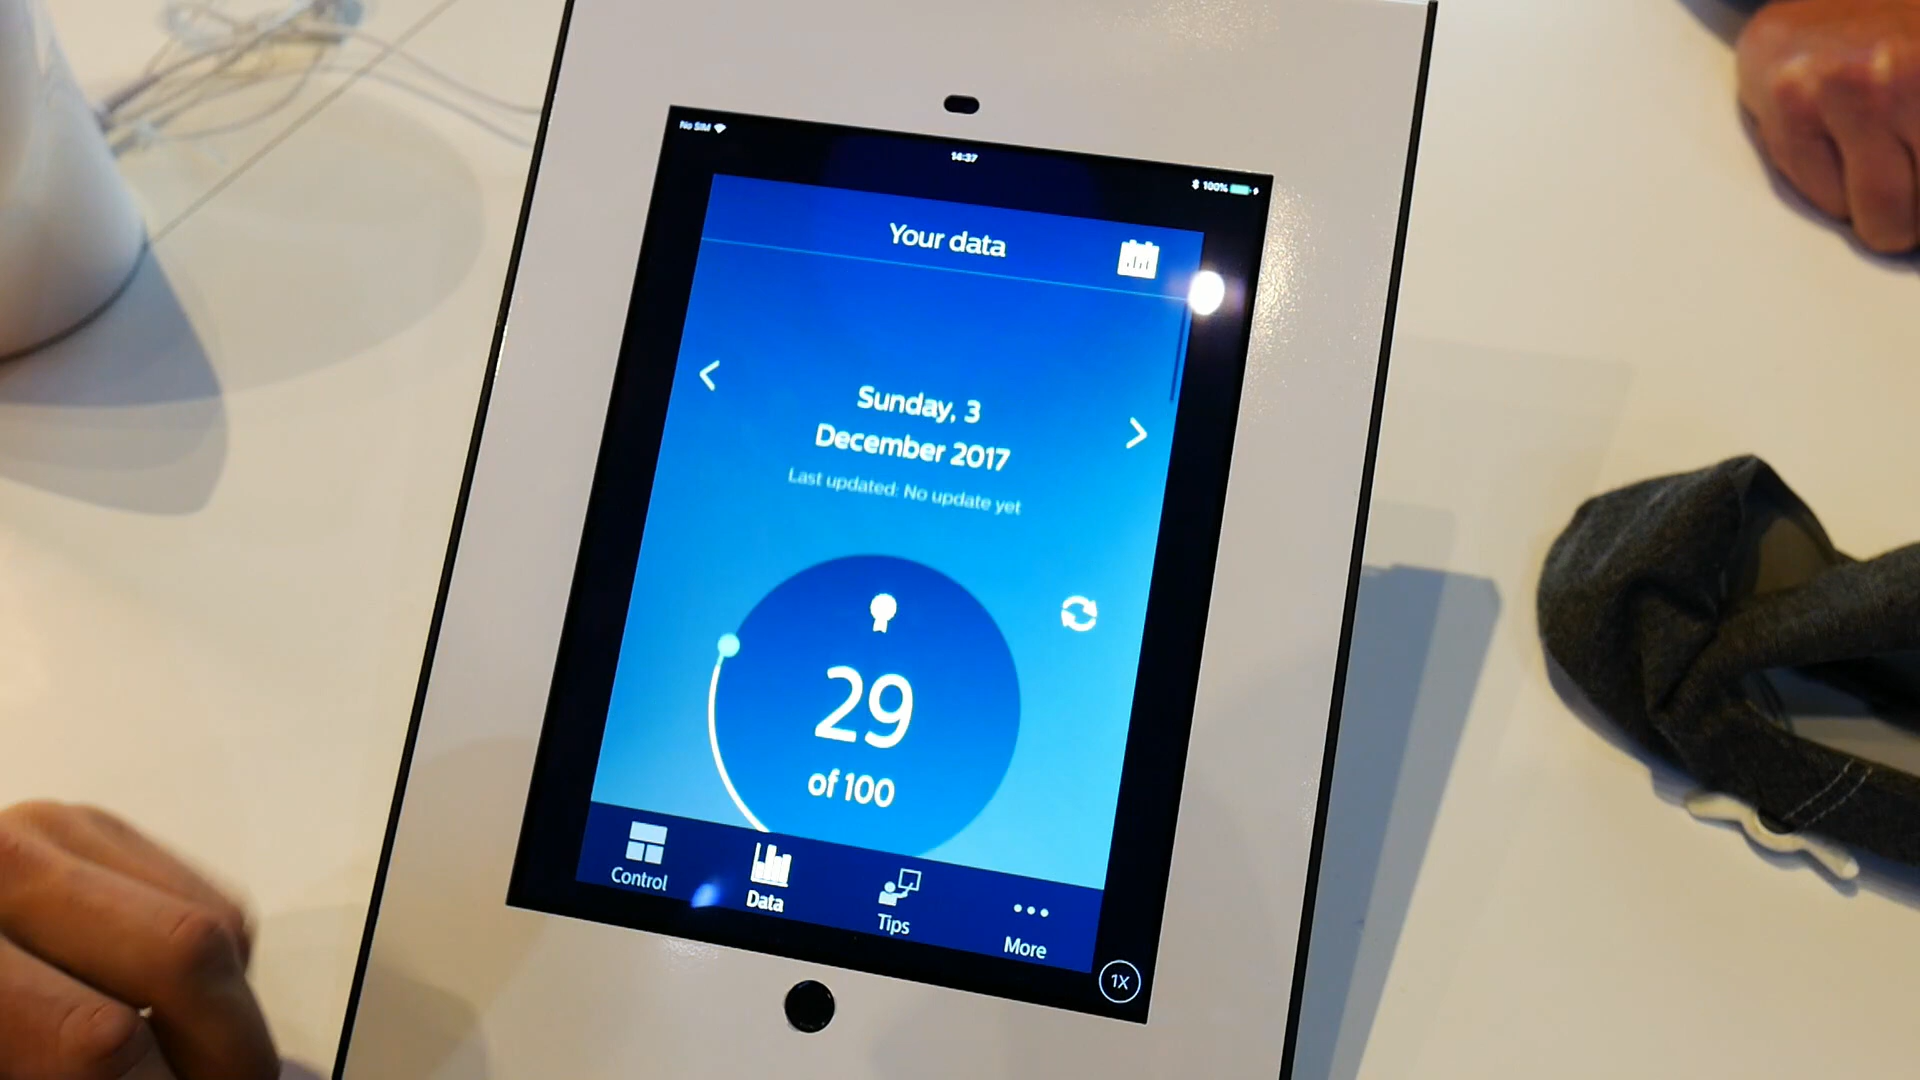 No SIM
14:37
100%
Your data
Sunday, 3
December 2017
Last updated: No update yet
29
of 100
Control
Data
Tips
More
1X